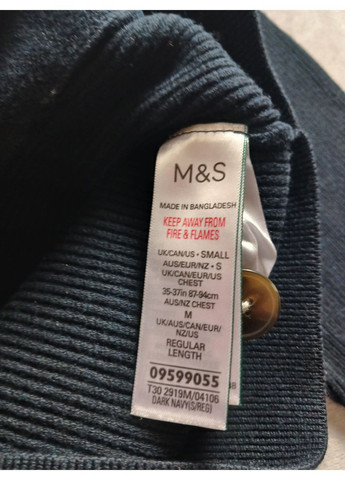 M&S
MADE IN BANGLADESH
KEEP AWAY FROM
FIRE & FLAMES
UK/CAN/US • SMALL
AUS/EUR/NZ • S
UK/CAN/EUR/US
CHEST
35-37in 87-94cm
AUS/NZ CHEST
M
UK/AUS/CAN/EUR/
NZ/US
REGULAR
LENGTH
09599055
T30 2919M/04106
DARK NAVY(S/REG)